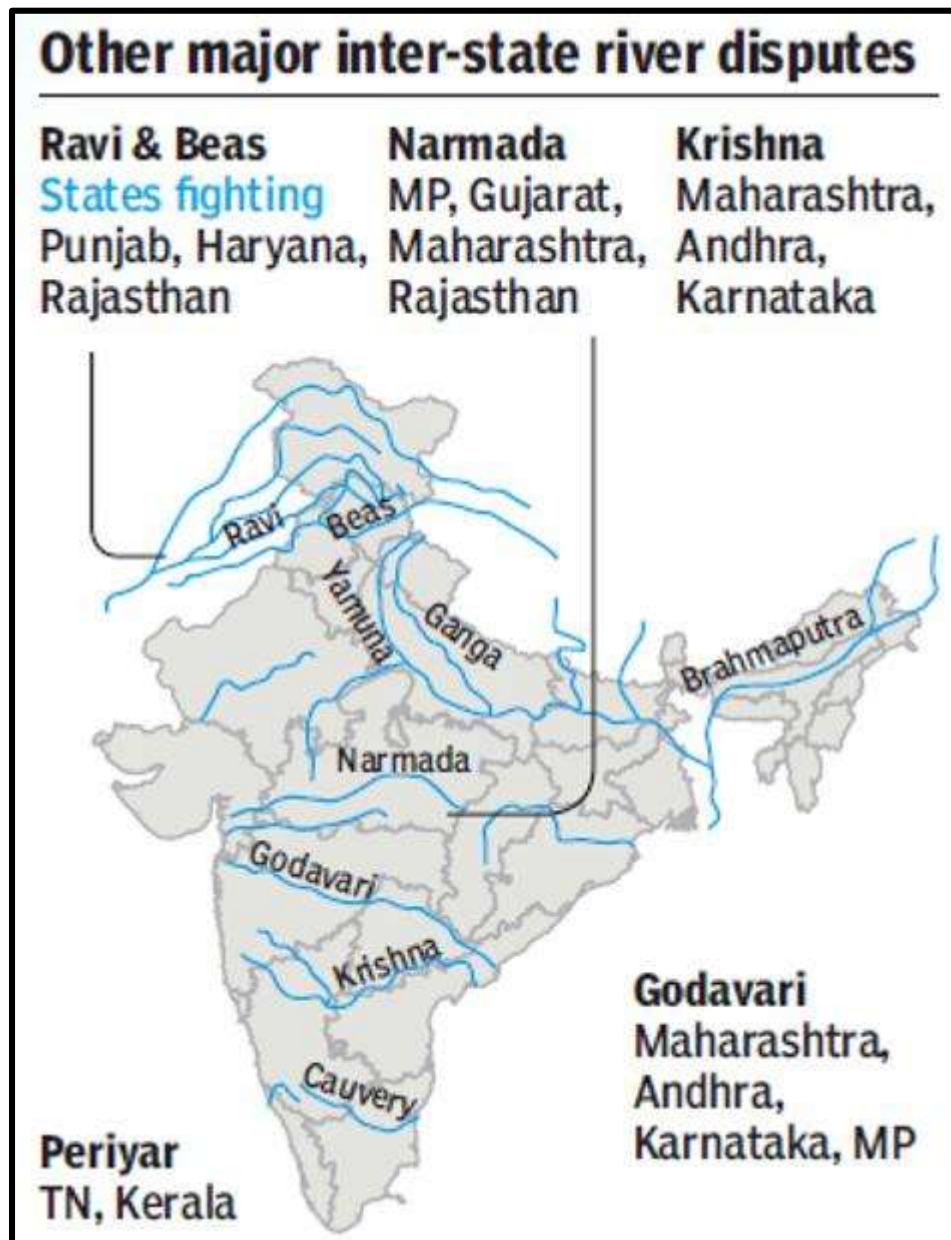 Other major inter-state river disputes
Ravi & Beas
States fighting
Punjab, Haryana,
Rajasthan
Narmada
MP, Gujarat,
Maharashtra,
Rajasthan
Krishna
Maharashtra,
Andhra,
Karnataka
Ravi
Beas
Yamuna
Ganga
Brahmaputra
Narmada
Godavari
Krishna
Cauvery
Godavari
Maharashtra,
Andhra,
Karnataka, MP
Periyar
TN, Kerala